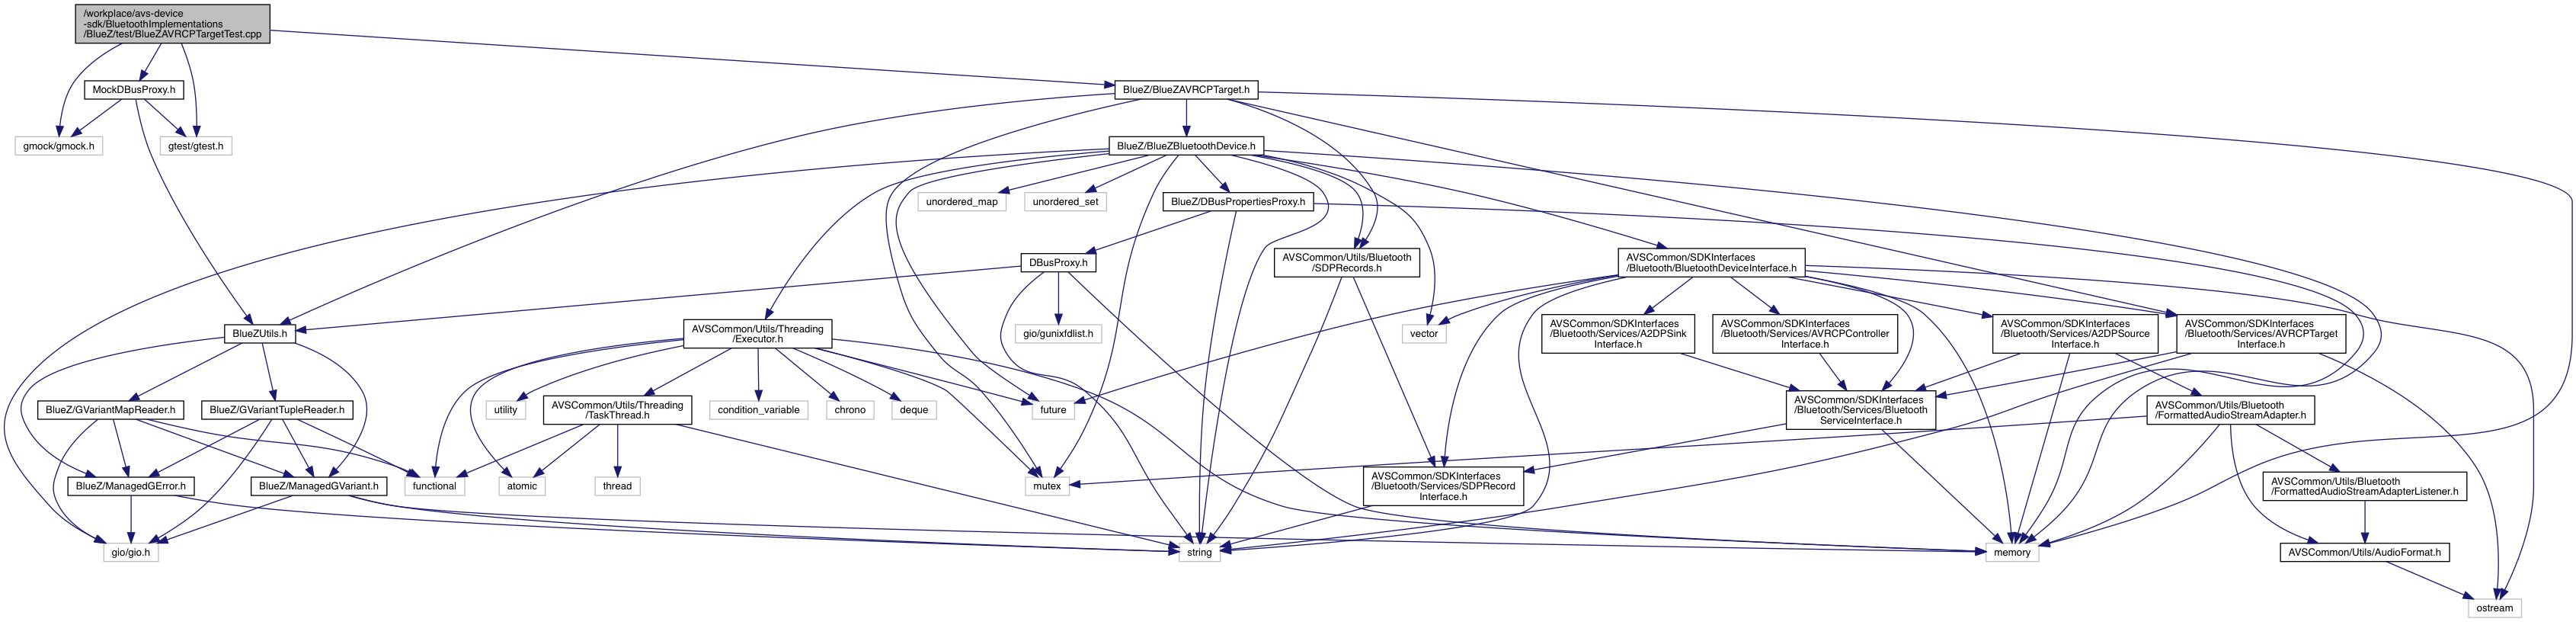 /workplace/avs-device
-sdk/BluetoothImplementations
/BlueZ/test/BlueZAVRCPTargetTest.cpp
MockDBusProxy.h
BlueZ/BlueZAVRCPTarget.h
gmock/gmock.h
gtest/gtest.h
BlueZ/BlueZBluetoothDevice.h
unordered_map
unordered_set
BlueZ/DBusPropertiesProxy.h
DBusProxy.h
AVSCommon/Utils/Bluetooth
/SDPRecords.h
AVSCommon/SDKInterfaces
/Bluetooth/BluetoothDeviceInterface.h
BlueZUtils.h
AVSCommon/Utils/Threading
/Executor.h
gio/gunixfdlist.h
vector
AVSCommon/SDKInterfaces
/Bluetooth/Services/A2DPSink
Interface.h
AVSCommon/SDKInterfaces
/Bluetooth/Services/AVRCPController
Interface.h
AVSCommon/SDKInterfaces
/Bluetooth/Services/A2DPSource
Interface.h
AVSCommon/SDKInterfaces
/Bluetooth/Services/AVRCPTarget
Interface.h
BlueZ/GVariantMapReader.h
BlueZ/GVariantTupleReader.h
utility
AVSCommon/Utils/Threading
/TaskThread.h
condition_variable
chrono
deque
future
AVSCommon/SDKInterfaces
/Bluetooth/Services/Bluetooth
ServiceInterface.h
AVSCommon/Utils/Bluetooth
/FormattedAudioStreamAdapter.h
BlueZ/ManagedGError.h
BlueZ/ManagedGVariant.h
functional
atomic
thread
mutex
AVSCommon/SDKInterfaces
/Bluetooth/Services/SDPRecord
Interface.h
AVSCommon/Utils/Bluetooth
/FormattedAudioStreamAdapterListener.h
gio/gio.h
string
memory
AVSCommon/Utils/AudioFormat.h
ostream